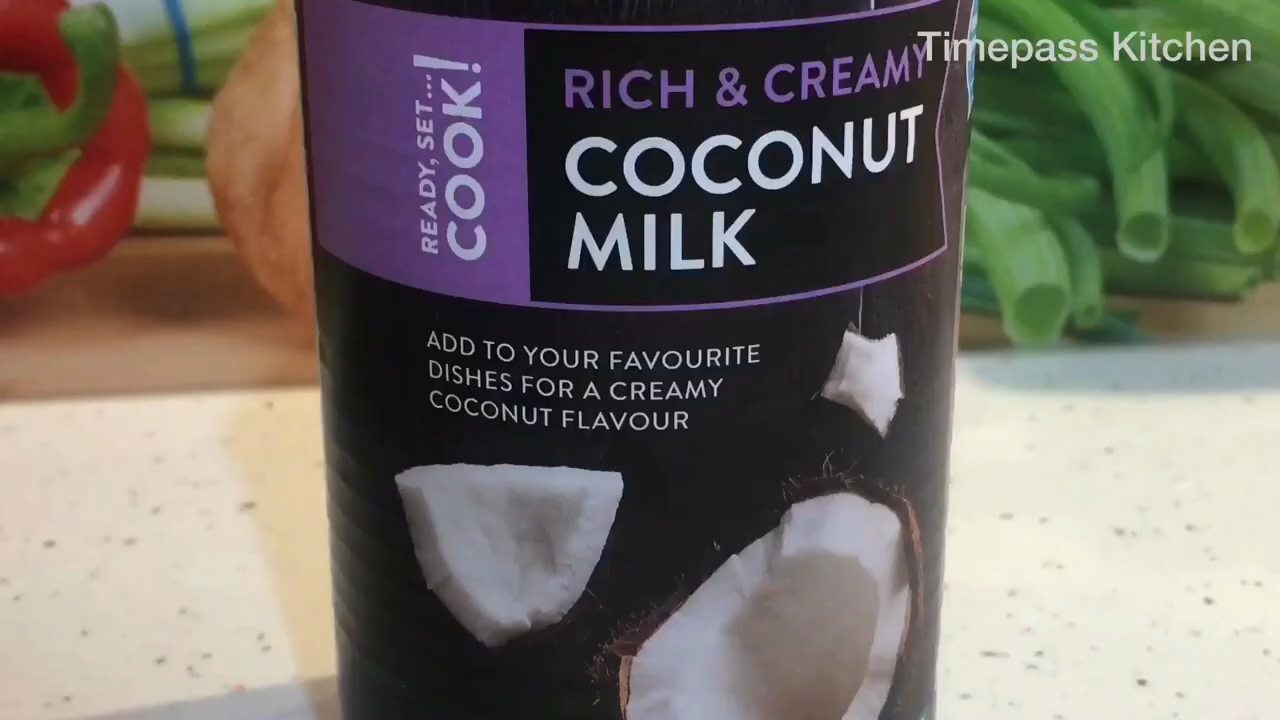 Timepass Kitchen
READY, SET...
COOK!
RICH & CREAMY
COCONUT
MILK
ADD TO YOUR FAVOURITE
DISHES FOR A CREAMY
COCONUT FLAVOUR